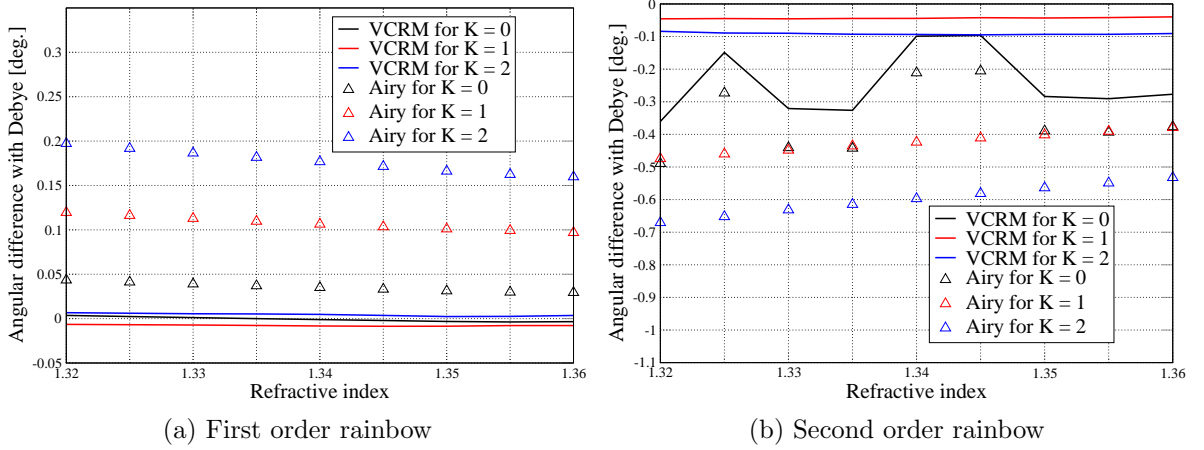 Angular difference with Debye [deg.]
0.35
0.3
0.25
0.2
0.15
0.1
0.05
0
-0.05
VCRM for K = 0
VCRM for K = 1
VCRM for K = 2
Airy for K = 0
Airy for K = 1
Airy for K = 2
1.32
1.33
1.34
1.35
1.36
Refractive index
(a) First order rainbow
Angular difference with Debye [deg.]
0
-0.1
-0.2
-0.3
-0.4
-0.5
-0.6
-0.7
-0.8
-0.9
-1
-1.1
VCRM for K = 0
VCRM for K = 1
VCRM for K = 2
Airy for K = 0
Airy for K = 1
Airy for K = 2
1.32
1.33
1.34
1.35
1.36
Refractive index
(b) Second order rainbow